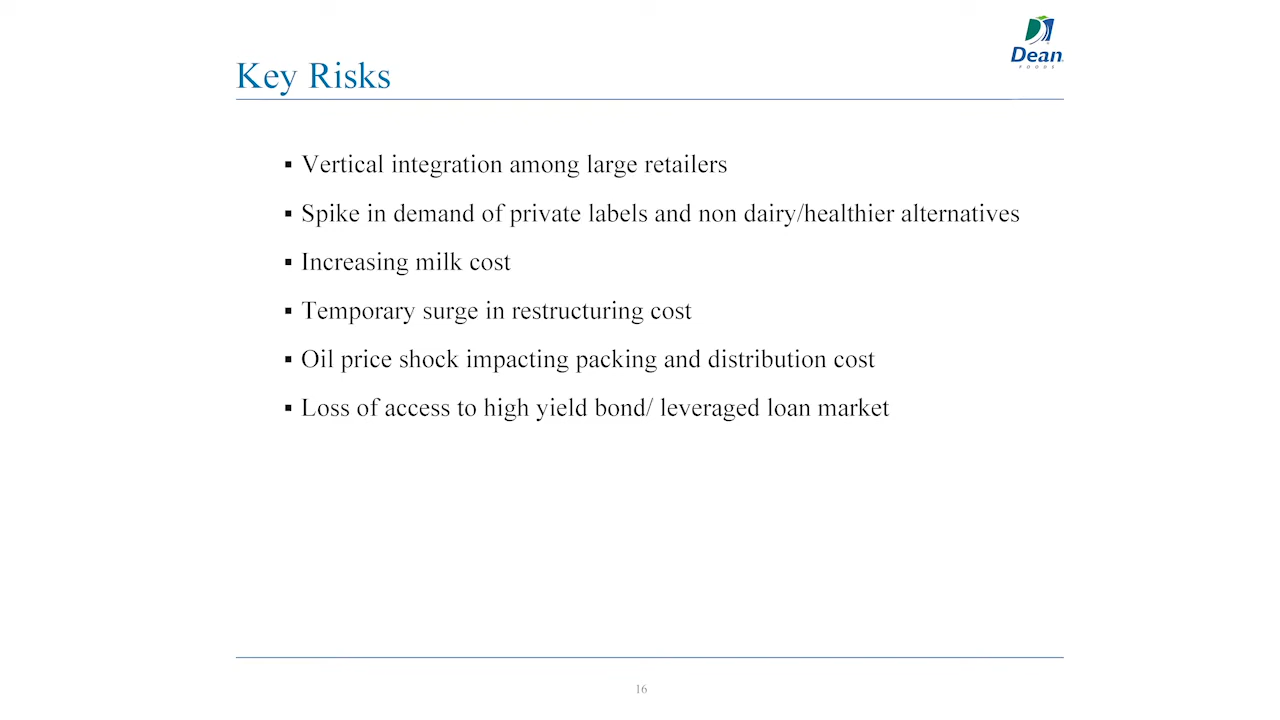 Dean
FOODS
Key Risks
▪ Vertical integration among large retailers
▪ Spike in demand of private labels and non dairy/healthier alternatives
▪ Increasing milk cost
▪ Temporary surge in restructuring cost
▪ Oil price shock impacting packing and distribution cost
▪ Loss of access to high yield bond/ leveraged loan market
16